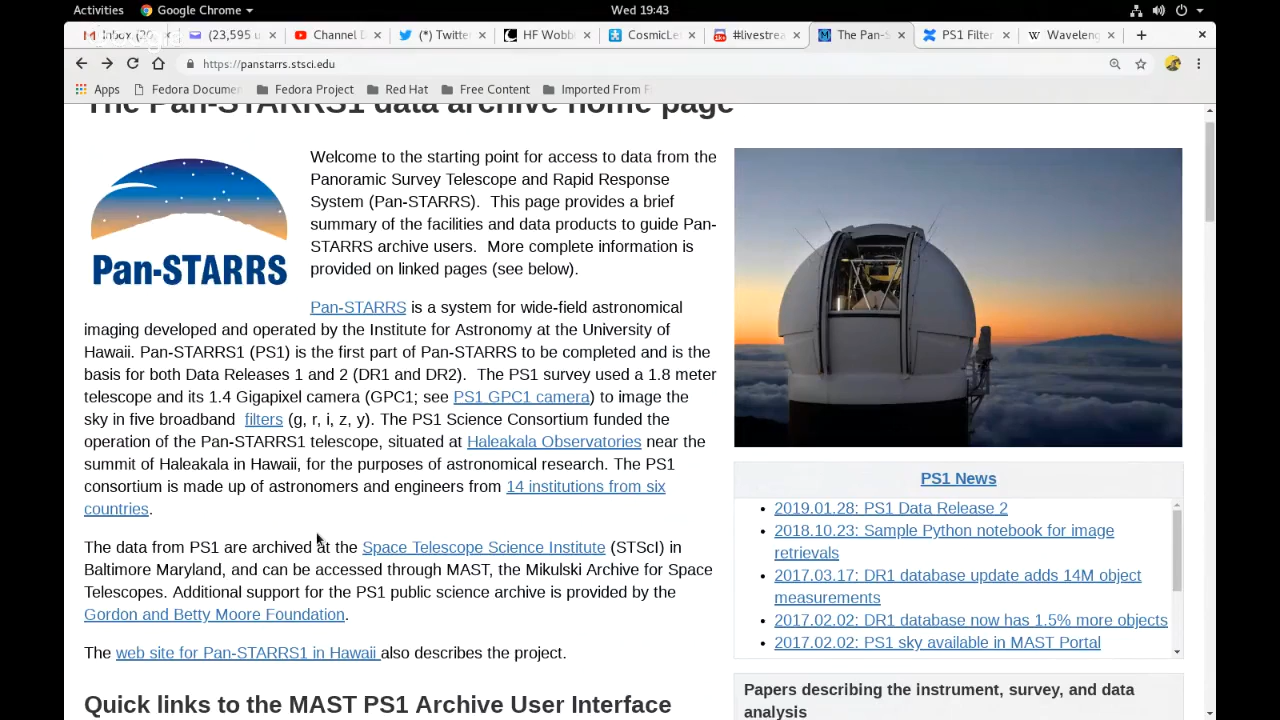 Activities
Google Chrome
Wed 19:43
Inbox (20
(23,595 u
Channel D
(*) Twitte
HF Wobb
CosmicLe
#livestrea
The Pan-S
PS1 Filter
Waveleng
https://panstarrs.stsci.edu
Apps
Fedora Documen
Fedora Project
Red Hat
Free Content
Imported From F
The Pan-STARRS1 data archive home page
Pan-STARRS
Welcome to the starting point for access to data from the
Panoramic Survey Telescope and Rapid Response
System (Pan-STARRS).  This page provides a brief
summary of the facilities and data products to guide Pan-
STARRS archive users.  More complete information is
provided on linked pages (see below).
Pan-STARRS is a system for wide-field astronomical
imaging developed and operated by the Institute for Astronomy at the University of
Hawaii. Pan-STARRS1 (PS1) is the first part of Pan-STARRS to be completed and is the
basis for both Data Releases 1 and 2 (DR1 and DR2).  The PS1 survey used a 1.8 meter
telescope and its 1.4 Gigapixel camera (GPC1; see PS1 GPC1 camera) to image the
sky in five broadband  filters (g, r, i, z, y). The PS1 Science Consortium funded the
operation of the Pan-STARRS1 telescope, situated at Haleakala Observatories near the
summit of Haleakala in Hawaii, for the purposes of astronomical research. The PS1
consortium is made up of astronomers and engineers from 14 institutions from six
countries.
The data from PS1 are archived at the Space Telescope Science Institute (STScI) in
Baltimore Maryland, and can be accessed through MAST, the Mikulski Archive for Space
Telescopes. Additional support for the PS1 public science archive is provided by the
Gordon and Betty Moore Foundation.
The web site for Pan-STARRS1 in Hawaii also describes the project.
Quick links to the MAST PS1 Archive User Interface
PS1 News
2019.01.28: PS1 Data Release 2
2018.10.23: Sample Python notebook for image
retrievals
2017.03.17: DR1 database update adds 14M object
measurements
2017.02.02: DR1 database now has 1.5% more objects
2017.02.02: PS1 sky available in MAST Portal
Papers describing the instrument, survey, and data
analysis